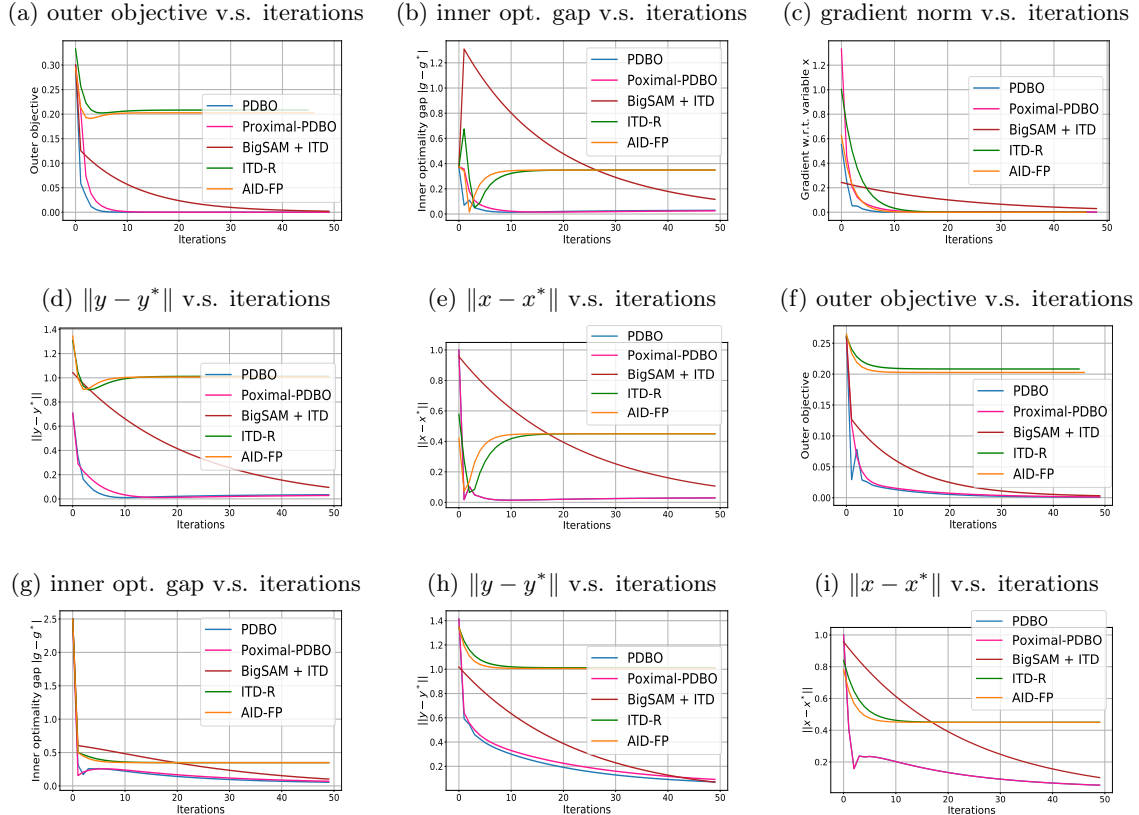 (a) outer objective v.s. iterations
0.30
0.25
0.20
0.15
0.10
0.05
0.00
0
10
20
30
40
50
Outer objective
Iterations
PDBO
Proximal-PDBO
BigSAM + ITD
ITD-R
AID-FP
(b) inner opt. gap v.s. iterations
1.2
1.0
0.8
0.6
0.4
0.2
0.0
0
10
20
30
40
50
Inner optimality gap |g − g*|
Iterations
PDBO
Poximal-PDBO
BigSAM + ITD
ITD-R
AID-FP
(c) gradient norm v.s. iterations
1.2
1.0
0.8
0.6
0.4
0.2
0.0
0
10
20
30
40
50
Gradient w.r.t. variable x
Iterations
PDBO
Poximal-PDBO
BigSAM + ITD
ITD-R
AID-FP
(d) ∥y − y*∥ v.s. iterations
1.4
1.2
1.0
0.8
0.6
0.4
0.2
0.0
0
10
20
30
40
50
||y − y*||
Iterations
PDBO
Poximal-PDBO
BigSAM + ITD
ITD-R
AID-FP
(e) ∥x − x*∥ v.s. iterations
1.0
0.8
0.6
0.4
0.2
0.0
0
10
20
30
40
50
||x − x*||
Iterations
PDBO
Poximal-PDBO
BigSAM + ITD
ITD-R
AID-FP
(f) outer objective v.s. iterations
0.25
0.20
0.15
0.10
0.05
0.00
0
10
20
30
40
50
Outer objective
Iterations
PDBO
Proximal-PDBO
BigSAM + ITD
ITD-R
AID-FP
(g) inner opt. gap v.s. iterations
2.5
2.0
1.5
1.0
0.5
0.0
0
10
20
30
40
50
Inner optimality gap |g − g*|
Iterations
PDBO
Poximal-PDBO
BigSAM + ITD
ITD-R
AID-FP
(h) ∥y − y*∥ v.s. iterations
1.4
1.2
1.0
0.8
0.6
0.4
0.2
0
10
20
30
40
50
||y − y*||
Iterations
PDBO
Poximal-PDBO
BigSAM + ITD
ITD-R
AID-FP
(i) ∥x − x*∥ v.s. iterations
1.0
0.8
0.6
0.4
0.2
0
10
20
30
40
50
||x − x*||
Iterations
PDBO
Poximal-PDBO
BigSAM + ITD
ITD-R
AID-FP